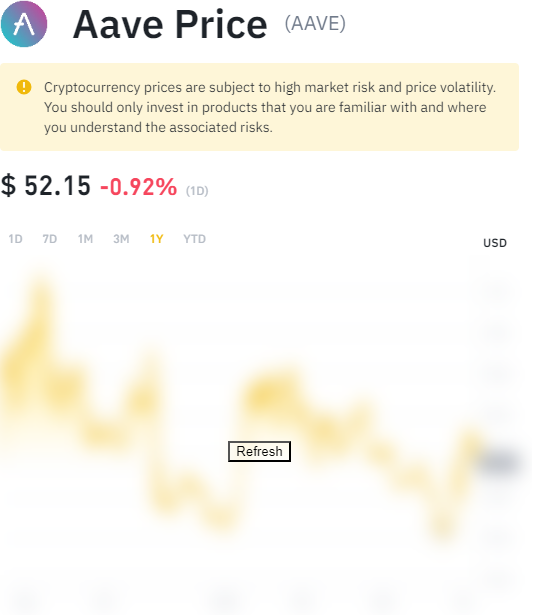 Aave Price (AAVE)
Cryptocurrency prices are subject to high market risk and price volatility.
You should only invest in products that you are familiar with and where
you understand the associated risks.
$ 52.15 -0.92% (1D)
1D 7D 1M 3M 1Y YTD
USD
Refresh